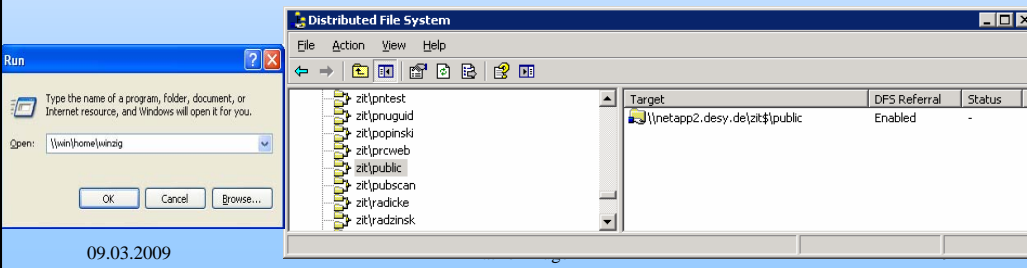 Distributed File System
File Action View Help
Run
Type the name of a program, folder, document, or
Internet resource, and Windows will open it for you.
Open: \\win\home\winzig
OK Cancel Browse...
zit\pntest
zit\pnuguid
zit\popinski
zit\prcweb
zit\public
zit\pubscan
zit\radicke
zit\radzinsk
Target DFS Referral Status
\\netapp2.desy.de\zit$\public Enabled -
09.03.2009